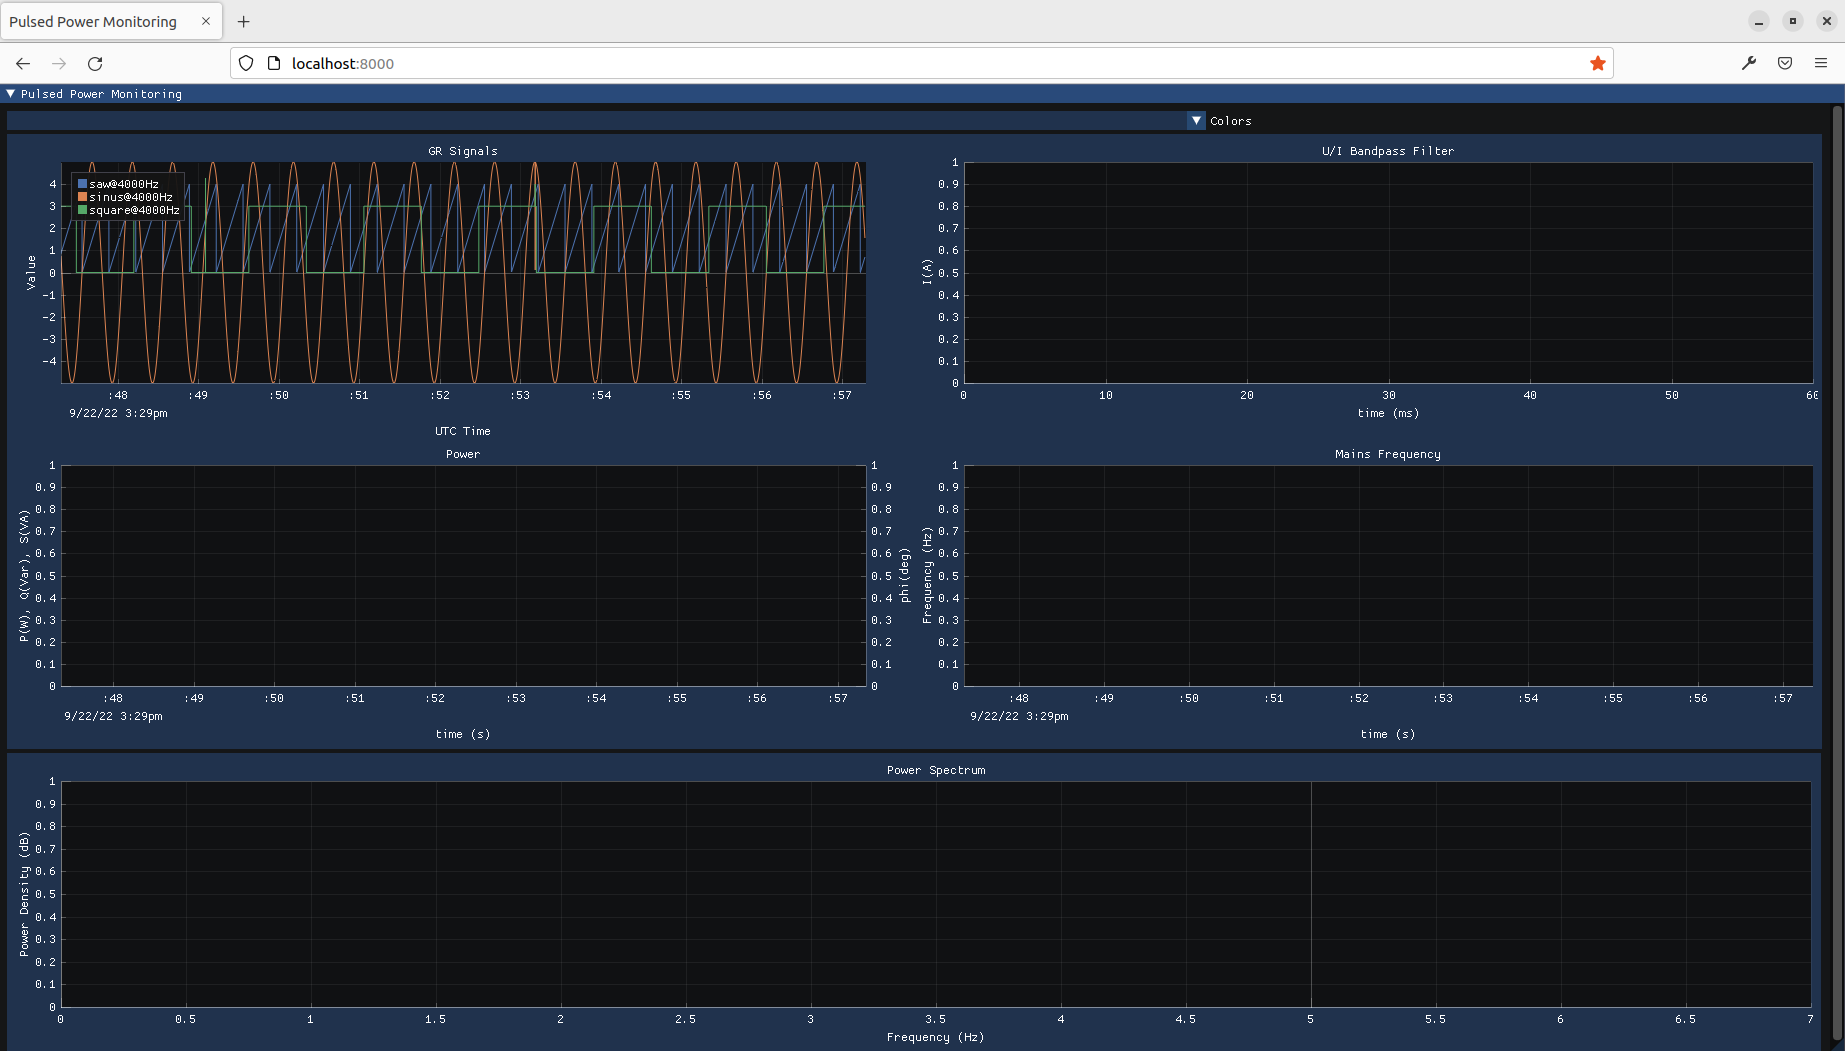 Pulsed Power Monitoring
localhost:8000
Pulsed Power Monitoring
Colors
GR Signals
saw@4000Hz
sinus@4000Hz
square@4000Hz
Value
4
3
2
1
0
-1
-2
-3
-4
:48 :49 :50 :51 :52 :53 :54 :55 :56 :57
9/22/22 3:29pm
UTC Time
U/I Bandpass Filter
I(A)
1
0.9
0.8
0.7
0.6
0.5
0.4
0.3
0.2
0.1
0
0 10 20 30 40 50 60
time (ms)
Power
P(W), Q(Var), S(VA)
1
0.9
0.8
0.7
0.6
0.5
0.4
0.3
0.2
0.1
0
1
0.9
0.8
0.7
0.6
0.5
0.4
0.3
0.2
0.1
0
phi(deg)
:48 :49 :50 :51 :52 :53 :54 :55 :56 :57
9/22/22 3:29pm
time (s)
Mains Frequency
Frequency (Hz)
1
0.9
0.8
0.7
0.6
0.5
0.4
0.3
0.2
0.1
0
:48 :49 :50 :51 :52 :53 :54 :55 :56 :57
9/22/22 3:29pm
time (s)
Power Spectrum
Power Density (dB)
1
0.9
0.8
0.7
0.6
0.5
0.4
0.3
0.2
0.1
0
0 0.5 1 1.5 2 2.5 3 3.5 4 4.5 5 5.5 6 6.5 7
Frequency (Hz)